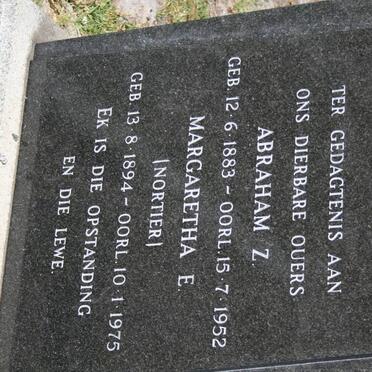 TER GEDAGTENIS AAN
ONS DIERBARE OUERS
ABRAHAM Z.
GEB. 12·6·1883 – OORL. 15·7·1952
MARGARETHA E.
(NORTIER)
GEB. 13·8·1894 – OORL. 10·1·1975
EK IS DIE OPSTANDING
EN DIE LEWE.